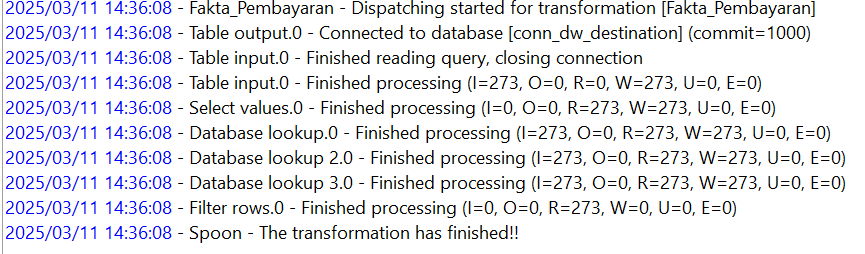 2025/03/11 14:36:08 - Fakta_Pembayaran - Dispatching started for transformation [Fakta_Pembayaran]
2025/03/11 14:36:08 - Table output.0 - Connected to database [conn_dw_destination] (commit=1000)
2025/03/11 14:36:08 - Table input.0 - Finished reading query, closing connection
2025/03/11 14:36:08 - Table input.0 - Finished processing (I=273, O=0, R=0, W=273, U=0, E=0)
2025/03/11 14:36:08 - Select values.0 - Finished processing (I=0, O=0, R=273, W=273, U=0, E=0)
2025/03/11 14:36:08 - Database lookup.0 - Finished processing (I=273, O=0, R=273, W=273, U=0, E=0)
2025/03/11 14:36:08 - Database lookup 2.0 - Finished processing (I=273, O=0, R=273, W=273, U=0, E=0)
2025/03/11 14:36:08 - Database lookup 3.0 - Finished processing (I=273, O=0, R=273, W=273, U=0, E=0)
2025/03/11 14:36:08 - Filter rows.0 - Finished processing (I=0, O=0, R=273, W=0, U=0, E=0)
2025/03/11 14:36:08 - Spoon - The transformation has finished!!